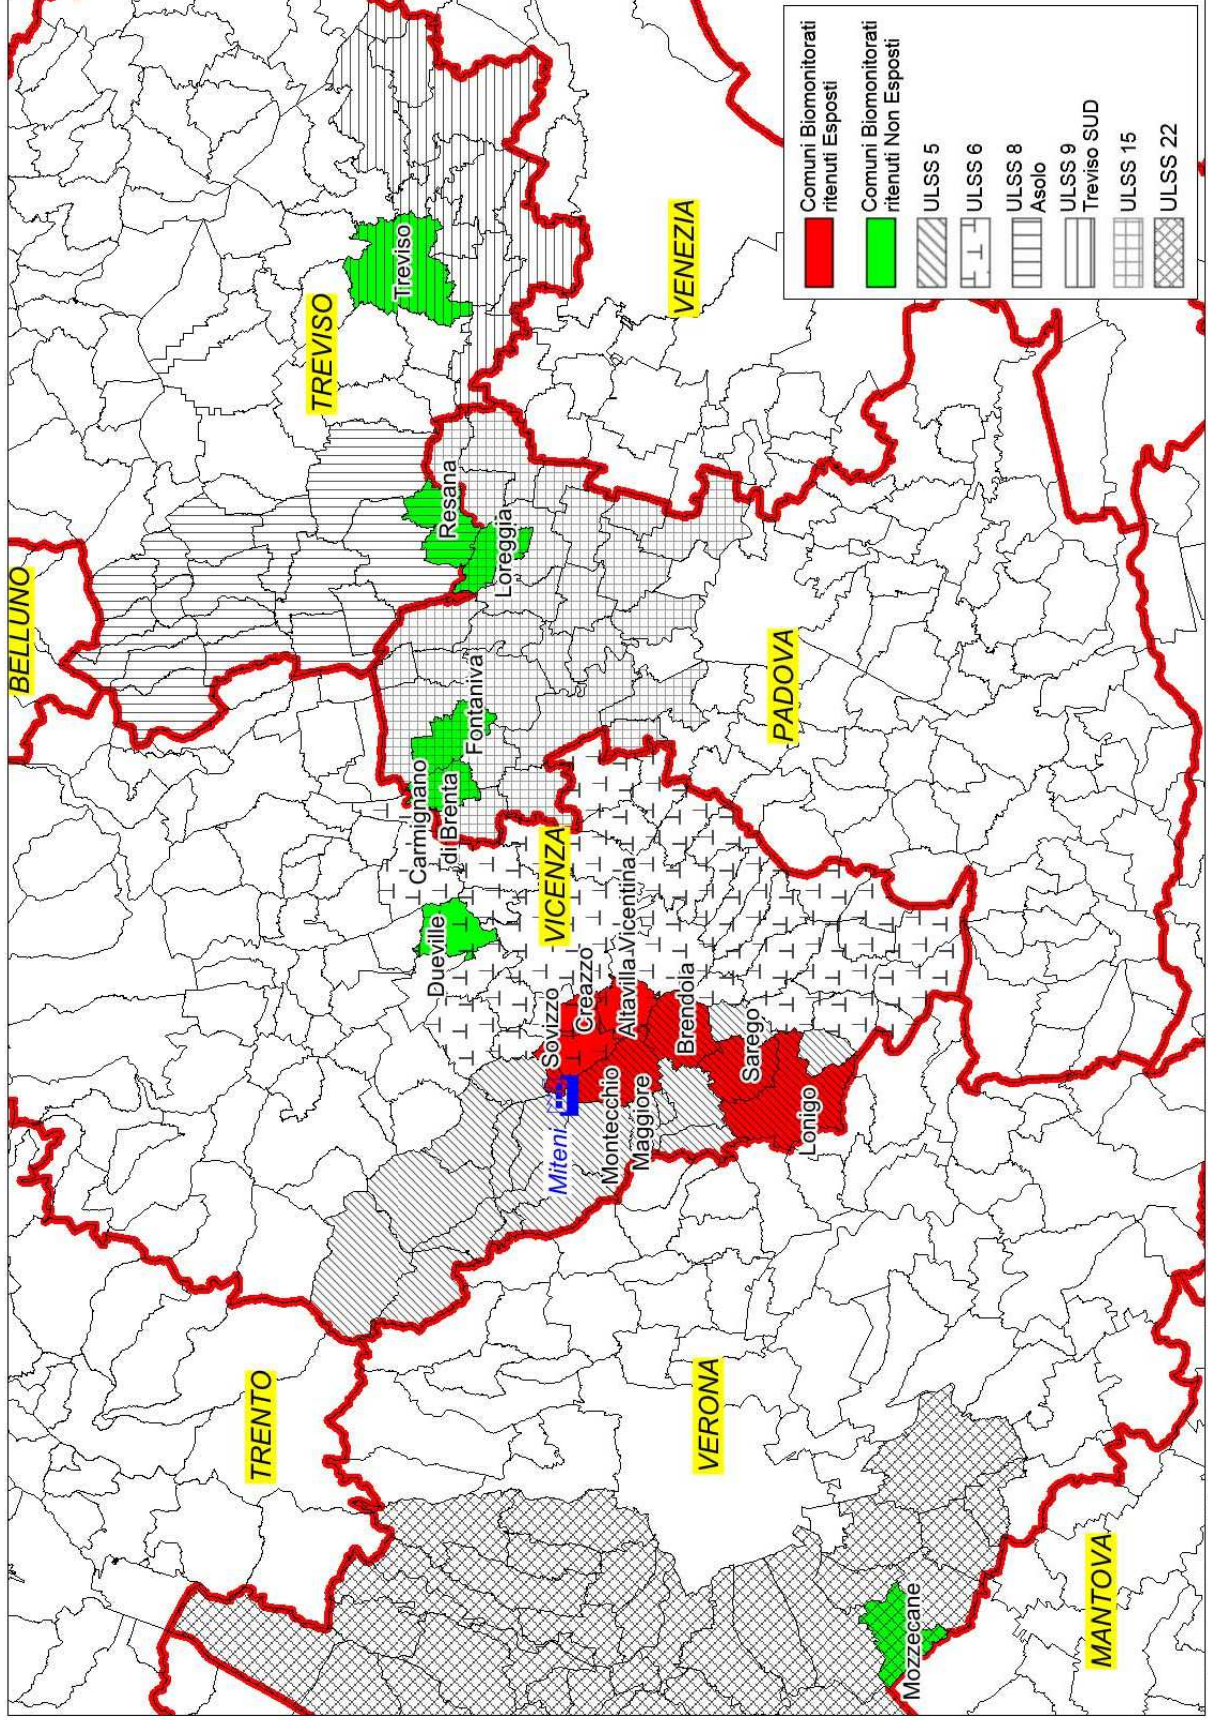 BELLUNO
TREVISO
Treviso
TRENTO
Resana
Loreggia
Carmignano
di Brenta
Fontaniva
Dueville
VICENZA
VENEZIA
Sovizzo
Creazzo
Miteni
Altavilla Vicentina
Montecchio
Maggiore
Brendola
Sarego
Lonigo
PADOVA
VERONA
Mozzecane
MANTOVA
Comuni Biomonitorati
ritenuti Esposti
Comuni Biomonitorati
ritenuti Non Esposti
ULSS 5
ULSS 6
ULSS 8
Asolo
ULSS 9
Treviso SUD
ULSS 15
ULSS 22